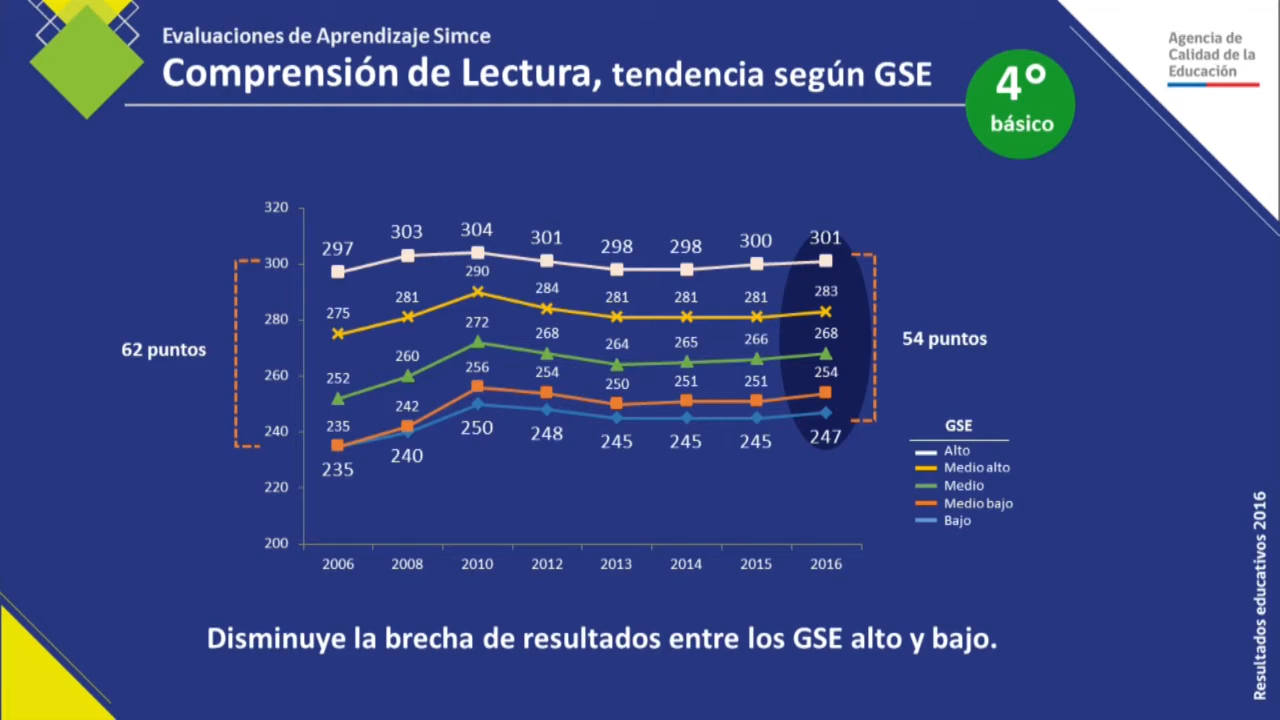 Evaluaciones de Aprendizaje Simce
Comprensión de Lectura, tendencia según GSE
4°
básico
Agencia de
Calidad de la
Educación
320
300
280
260
240
220
200
297 303 304 301 298 298 300 301
275 281 290 284 281 281 281 283
252 260 272 268 264 265 266 268
235 242 256 254 250 251 251 254
235 240 250 248 245 245 245 247
2006 2008 2010 2012 2013 2014 2015 2016
62 puntos
54 puntos
GSE
Alto
Medio alto
Medio
Medio bajo
Bajo
Disminuye la brecha de resultados entre los GSE alto y bajo.
Resultados educativos 2016